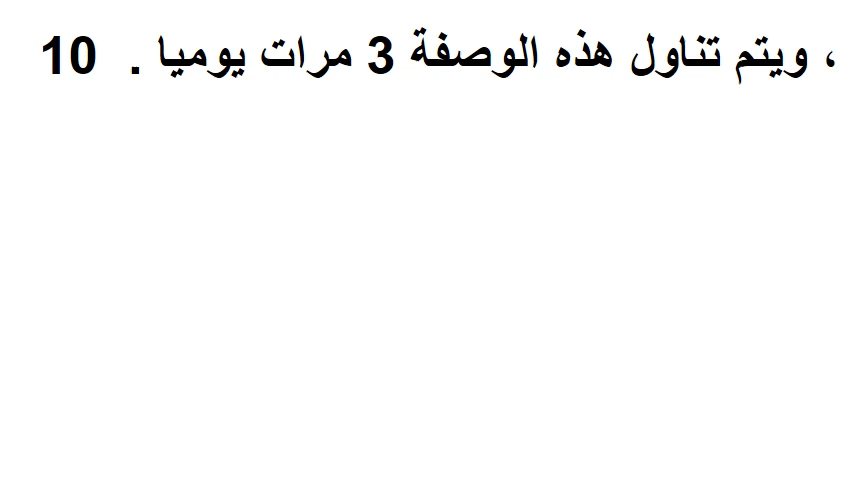 ، ويتم تناول هذه الوصفة 3 مرات يوميا .  10